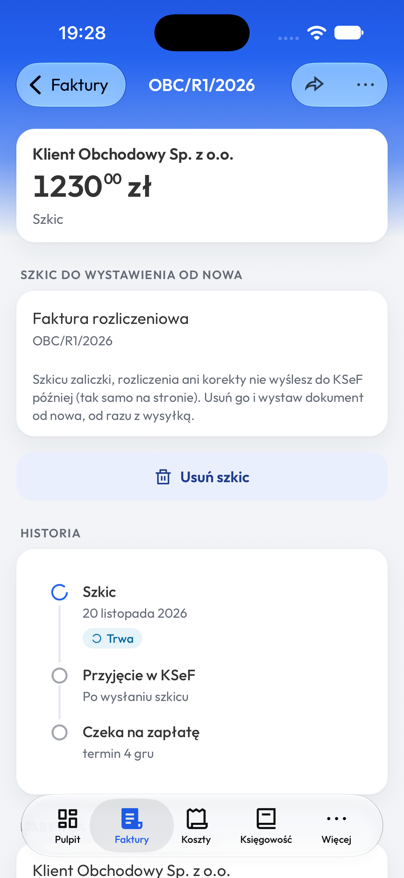 19:28
Faktury
OBC/R1/2026
Klient Obchodowy Sp. z o.o.
1230⁰⁰ zł
Szkic
SZKIC DO WYSTAWIENIA OD NOWA
Faktura rozliczeniowa
OBC/R1/2026
Szkicu zaliczki, rozliczenia ani korekty nie wyślesz do KSeF
później (tak samo na stronie). Usuń go i wystaw dokument
od nowa, od razu z wysyłką.
Usuń szkic
HISTORIA
Szkic
20 listopada 2026
Trwa
Przyjęcie w KSeF
Po wysłaniu szkicu
Czeka na zapłatę
termin 4 gru
Pulpit
Faktury
Koszty
Księgowość
Więcej
Klient Obchodowy Sp. z o.o.